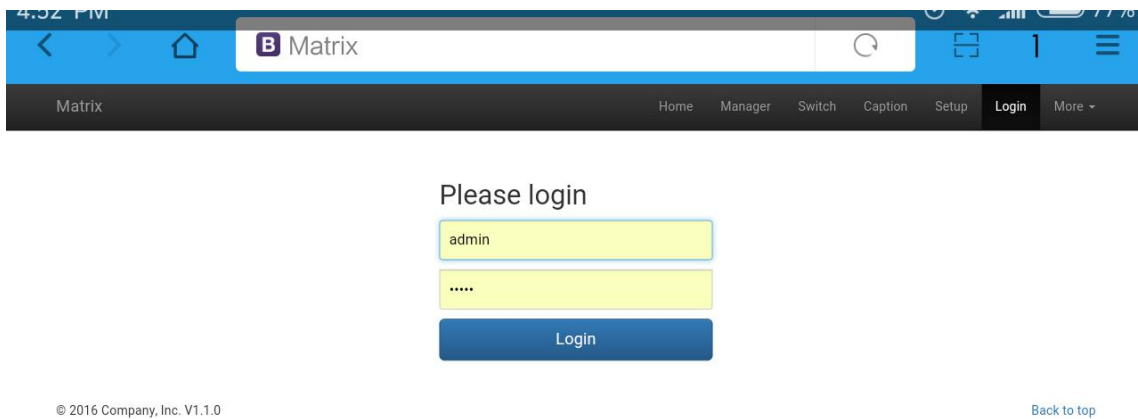 4:52 PM 77%
B Matrix 1
Matrix Home Manager Switch Caption Setup Login More
Please login
admin
•••••
Login
© 2016 Company, Inc. V1.1.0 Back to top